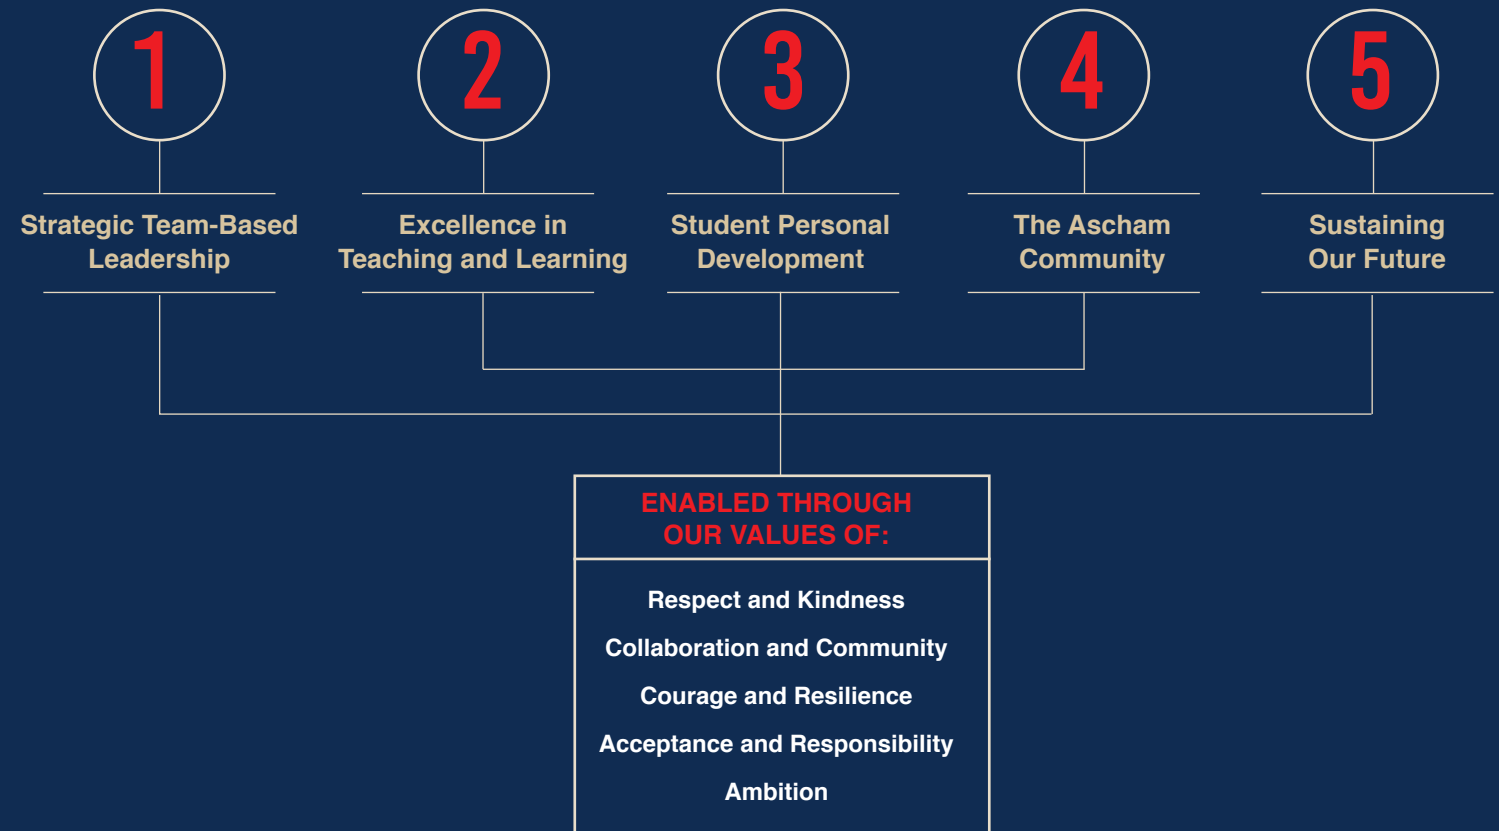 1
2
3
4
5
Strategic Team-Based
Leadership
Excellence in
Teaching and Learning
Student Personal
Development
The Ascham
Community
Sustaining
Our Future
ENABLED THROUGH
OUR VALUES OF:
Respect and Kindness
Collaboration and Community
Courage and Resilience
Acceptance and Responsibility
Ambition